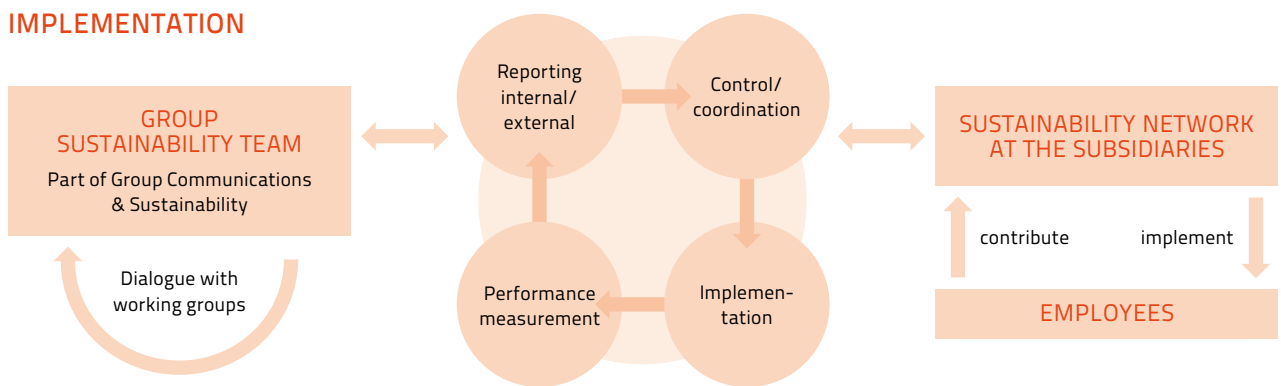 IMPLEMENTATION
GROUP
SUSTAINABILITY TEAM
Part of Group Communications
& Sustainability
Dialogue with
working groups
Reporting
internal/
external
Control/
coordination
Performance
measurement
Implemen-
tation
SUSTAINABILITY NETWORK
AT THE SUBSIDIARIES
contribute
implement
EMPLOYEES